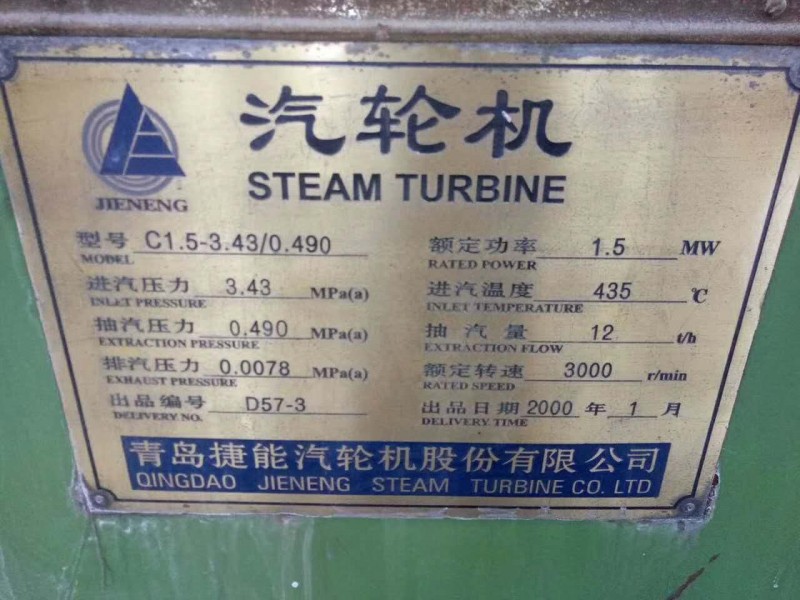 汽轮机
STEAM TURBINE
JIENENG
型号 C1.5-3.43/0.490
MODEL
额定功率 1.5 MW
RATED POWER
进汽压力 3.43 MPa(a)
INLET PRESSURE
进汽温度 435 ℃
INLET TEMPERATURE
抽汽压力 0.490 MPa(a)
EXTRACTION PRESSURE
抽汽量 12 t/h
EXTRACTION FLOW
排汽压力 0.0078 MPa(a)
EXHAUST PRESSURE
额定转速 3000 r/min
RATED SPEED
出品编号 D57-3
DELIVERY NO.
出品日期 2000 年 1 月
DELIVERY TIME
青岛捷能汽轮机股份有限公司
QINGDAO JIENENG STEAM TURBINE CO. LTD